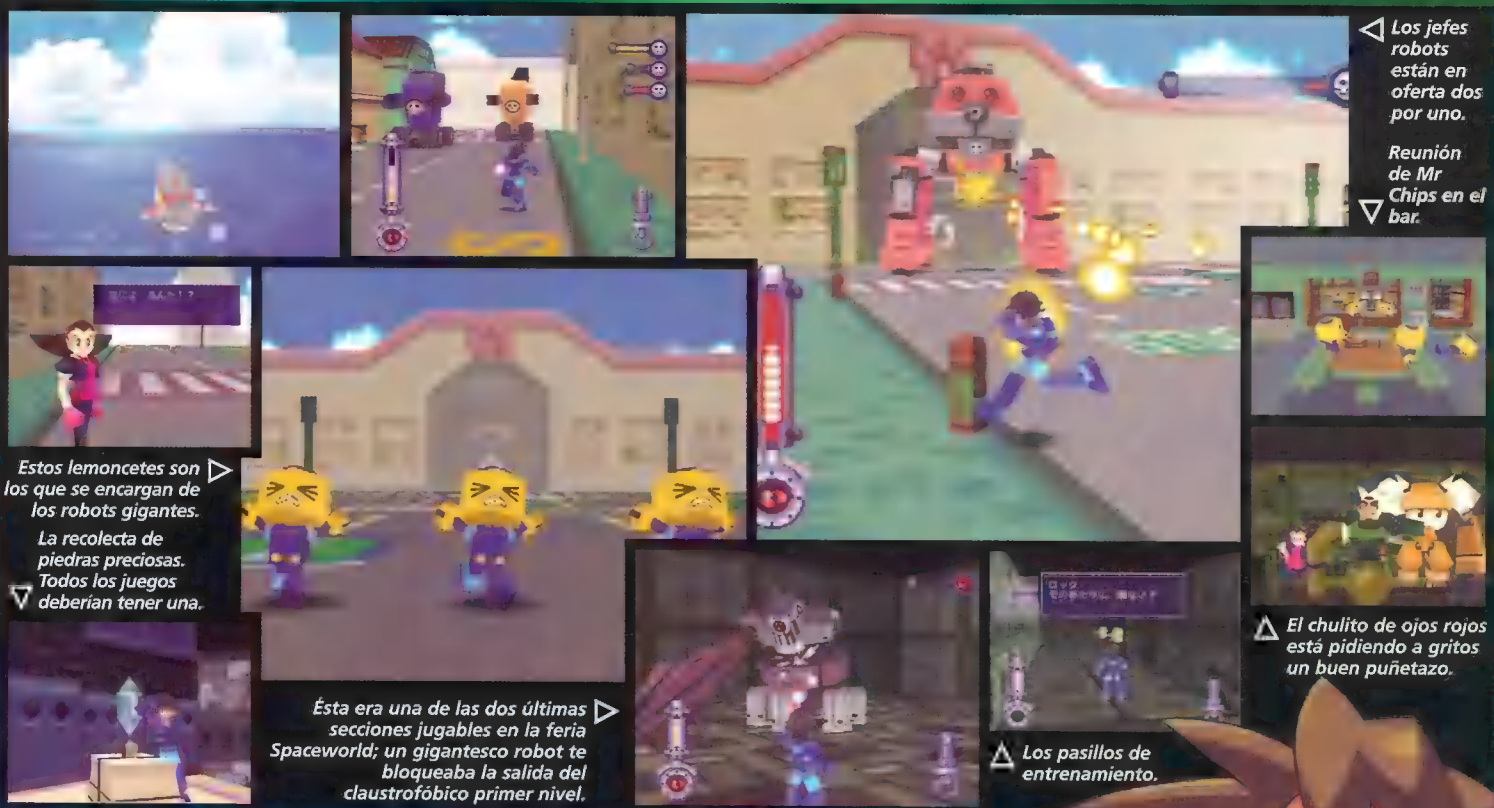 Los jefes
robots
están en
oferta dos
por uno.
Reunión
de Mr
Chips en el
bar.
Estos lemoncetes son
los que se encargan de
los robots gigantes.
La recolecta de
piedras preciosas.
Todos los juegos
deberían tener una.
Ésta era una de las dos últimas
secciones jugables en la feria
Spaceworld; un gigantesco robot te
bloqueaba la salida del
claustrofóbico primer nivel.
ロック
Los pasillos de
entrenamiento.
El chulito de ojos rojos
está pidiendo a gritos
un buen puñetazo.